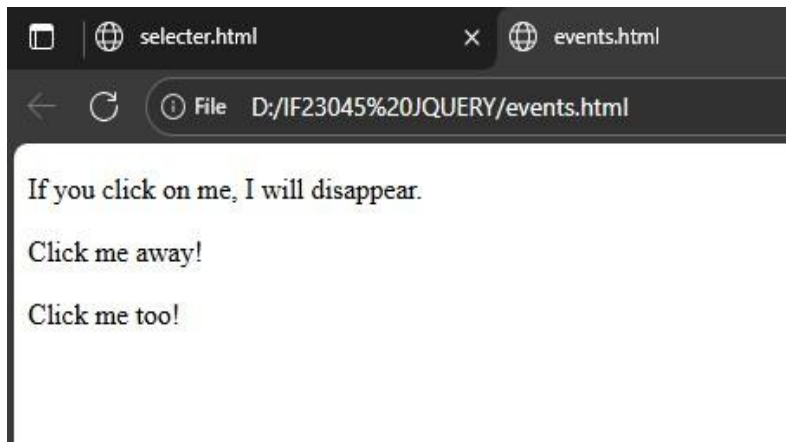 selecter.html
events.html
File D:/IF23045%20JQUERY/events.html
If you click on me, I will disappear.
Click me away!
Click me too!